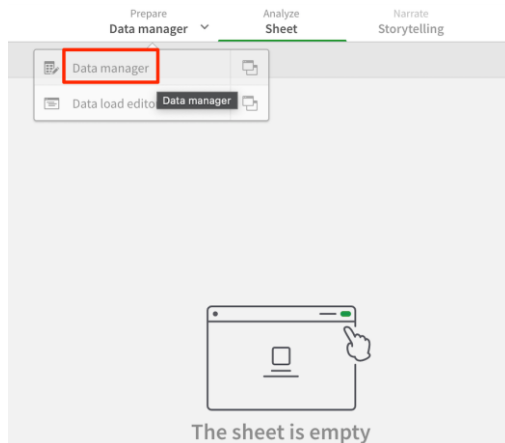 Prepare
Data manager
Analyze
Sheet
Narrate
Storytelling
Data manager
Data load edito
Data manager
The sheet is empty